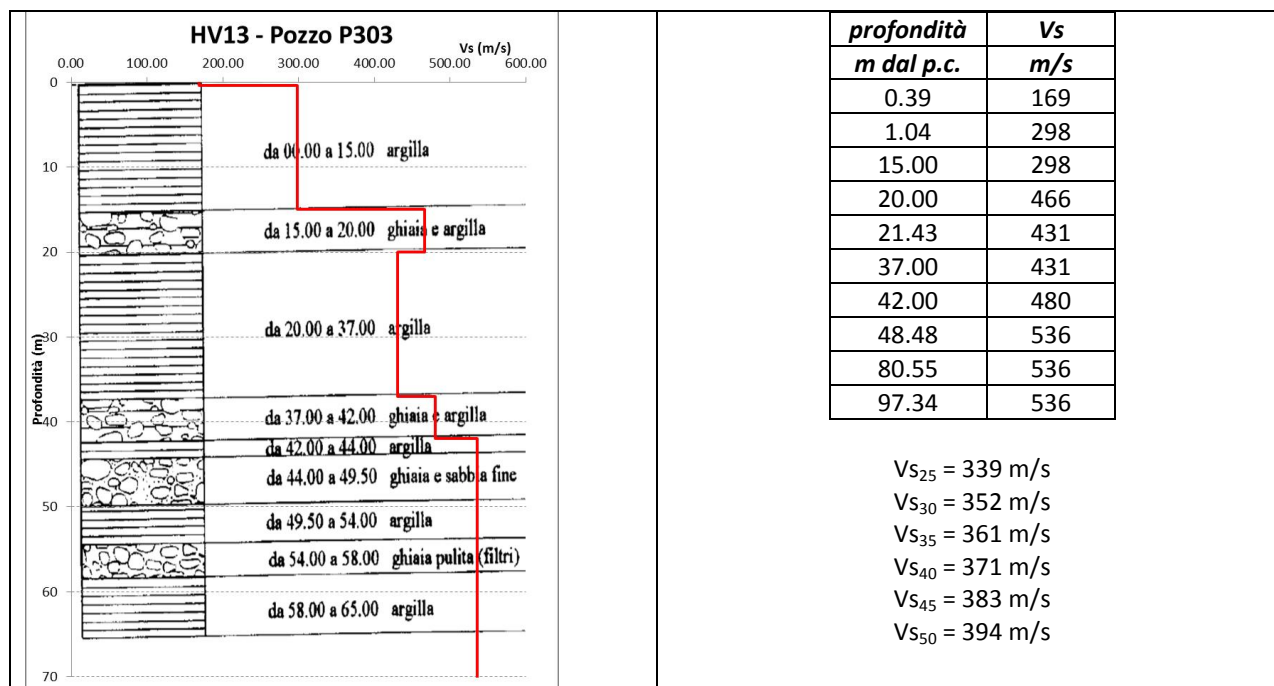 HV13 - Pozzo P303
Vs (m/s)
0.00 100.00 200.00 300.00 400.00 500.00 600.00
0
10
20
30
40
50
60
70
Profondità (m)
da 00.00 a 15.00 argilla
da 15.00 a 20.00 ghiaia e argilla
da 20.00 a 37.00 argilla
da 37.00 a 42.00 ghiaia e argilla
da 42.00 a 44.00 argilla
da 44.00 a 49.50 ghiaia e sabbia fine
da 49.50 a 54.00 argilla
da 54.00 a 58.00 ghiaia pulita (filtri)
da 58.00 a 65.00 argilla
profondità Vs
m dal p.c. m/s
0.39 169
1.04 298
15.00 298
20.00 466
21.43 431
37.00 431
42.00 480
48.48 536
80.55 536
97.34 536
Vs25 = 339 m/s
Vs30 = 352 m/s
Vs35 = 361 m/s
Vs40 = 371 m/s
Vs45 = 383 m/s
Vs50 = 394 m/s